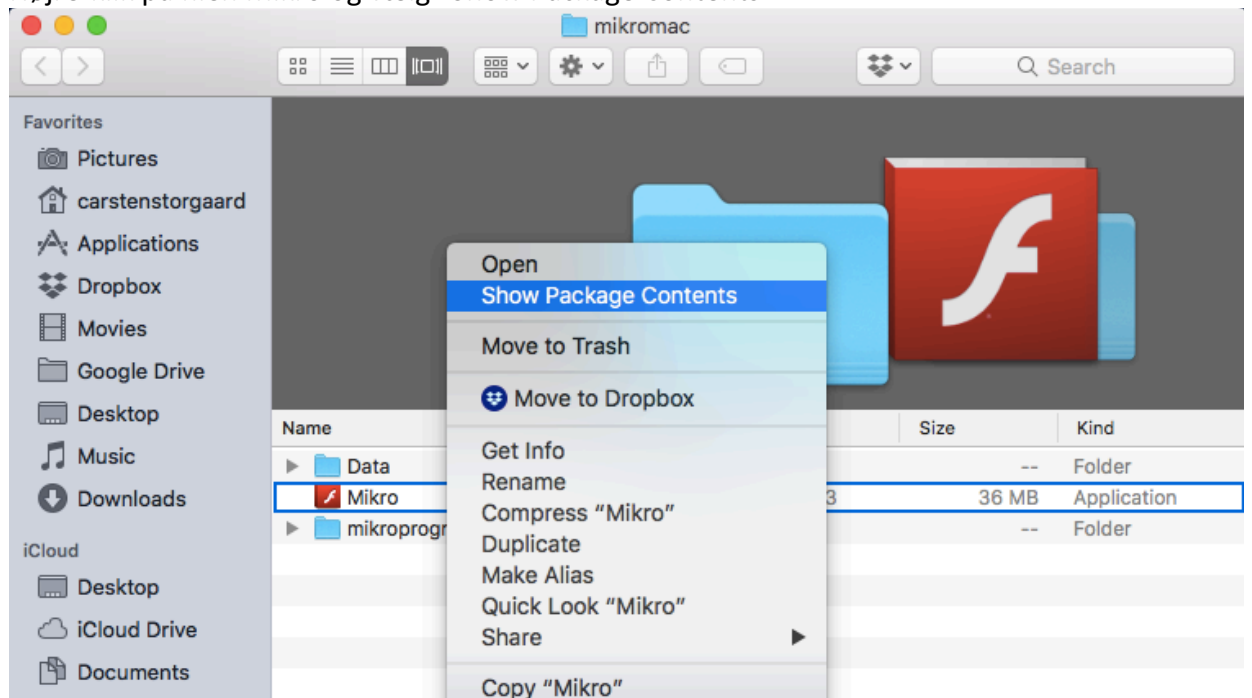 mikromac
Search
Favorites
Pictures
carstenstorgaard
Applications
Dropbox
Movies
Google Drive
Desktop
Music
Downloads
iCloud
Desktop
iCloud Drive
Documents
Open
Show Package Contents
Move to Trash
Move to Dropbox
Get Info
Rename
Compress “Mikro”
Duplicate
Make Alias
Quick Look “Mikro”
Share
Copy “Mikro”
Name Size Kind
Data -- Folder
Mikro 3 36 MB Application
mikroprogr -- Folder